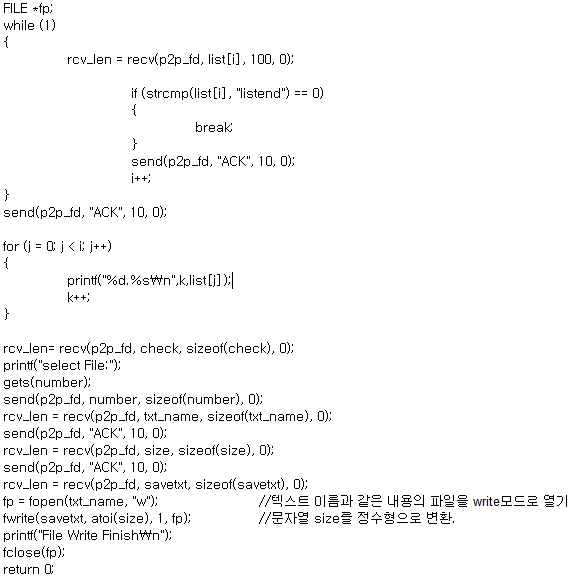 FILE *fp;
while (1)
{
rcv_len = recv(p2p_fd, list[i], 100, 0);
if (strcmp(list[i], "listend") == 0)
{
break;
}
send(p2p_fd, "ACK", 10, 0);
i++;
}
send(p2p_fd, "ACK", 10, 0);
for (j = 0; j < i; j++)
{
printf("%d.%s₩n",k,list[j]);
k++;
}
rcv_len= recv(p2p_fd, check, sizeof(check), 0);
printf("select File:");
gets(number);
send(p2p_fd, number, sizeof(number), 0);
rcv_len = recv(p2p_fd, txt_name, sizeof(txt_name), 0);
send(p2p_fd, "ACK", 10, 0);
rcv_len = recv(p2p_fd, size, sizeof(size), 0);
send(p2p_fd, "ACK", 10, 0);
rcv_len = recv(p2p_fd, savetxt, sizeof(savetxt), 0);
fp = fopen(txt_name, "w"); //텍스트 이름과 같은 내용의 파일을 write모드로 열기
fwrite(savetxt, atoi(size), 1, fp); //문자열 size를 정수형으로 변환.
printf("File Write Finish₩n");
fclose(fp);
return 0;